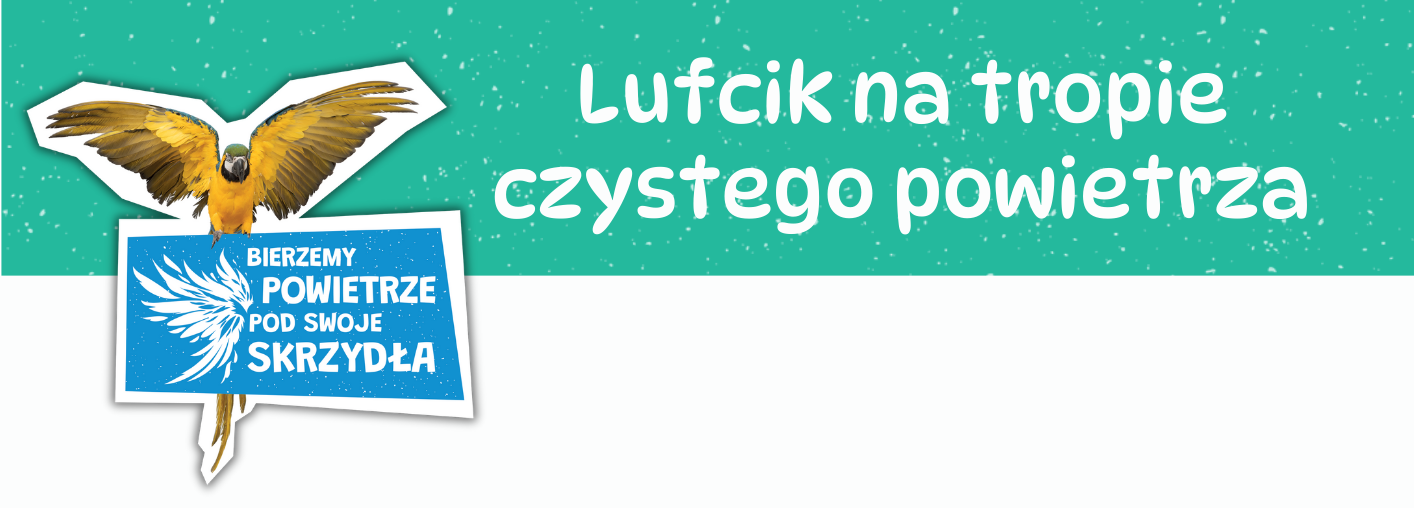 Lufcik na tropie
czystego powietrza
BIERZEMY
POWIETRZE
POD SWOJE
SKRZYDŁA